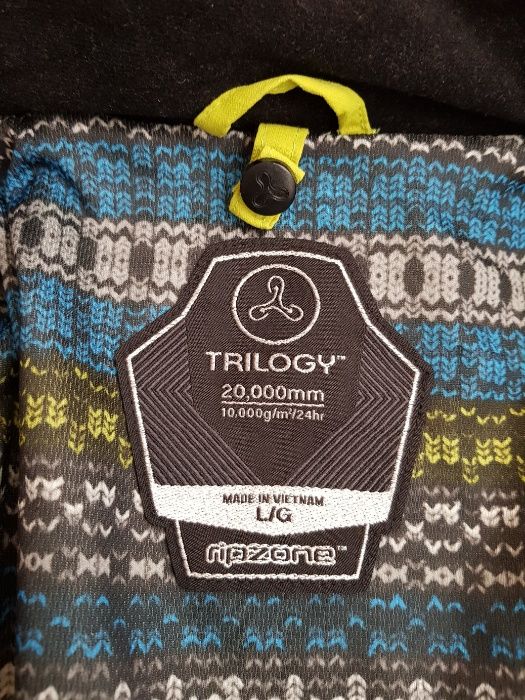 TRILOGY™
20,000mm
10,000g/m²/24hr
MADE IN VIETNAM
L/G
ripzone™